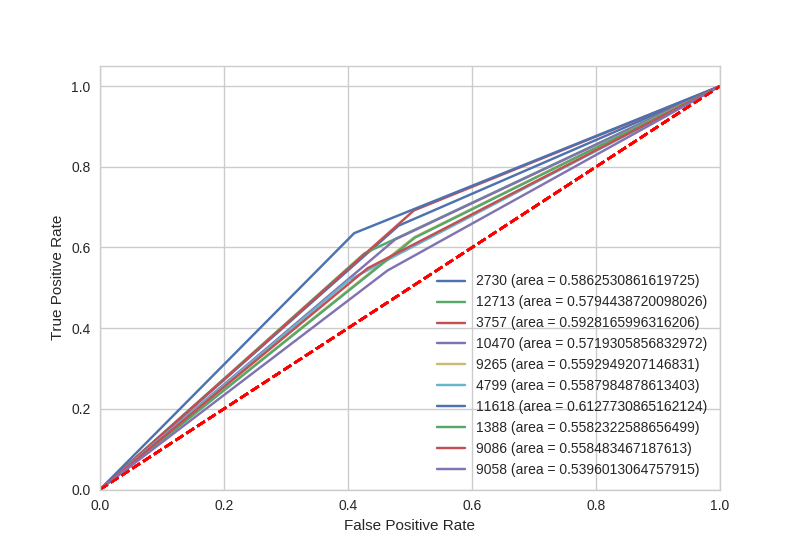 1.0
0.8
0.6
0.4
0.2
0.0
True Positive Rate
2730 (area = 0.5862530861619725)
12713 (area = 0.5794438720098026)
3757 (area = 0.5928165996316206)
10470 (area = 0.5719305856832972)
9265 (area = 0.5592949207146831)
4799 (area = 0.5587984878613403)
11618 (area = 0.6127730865162124)
1388 (area = 0.5582322588656499)
9086 (area = 0.558483467187613)
9058 (area = 0.5396013064757915)
0.0 0.2 0.4 0.6 0.8 1.0
False Positive Rate